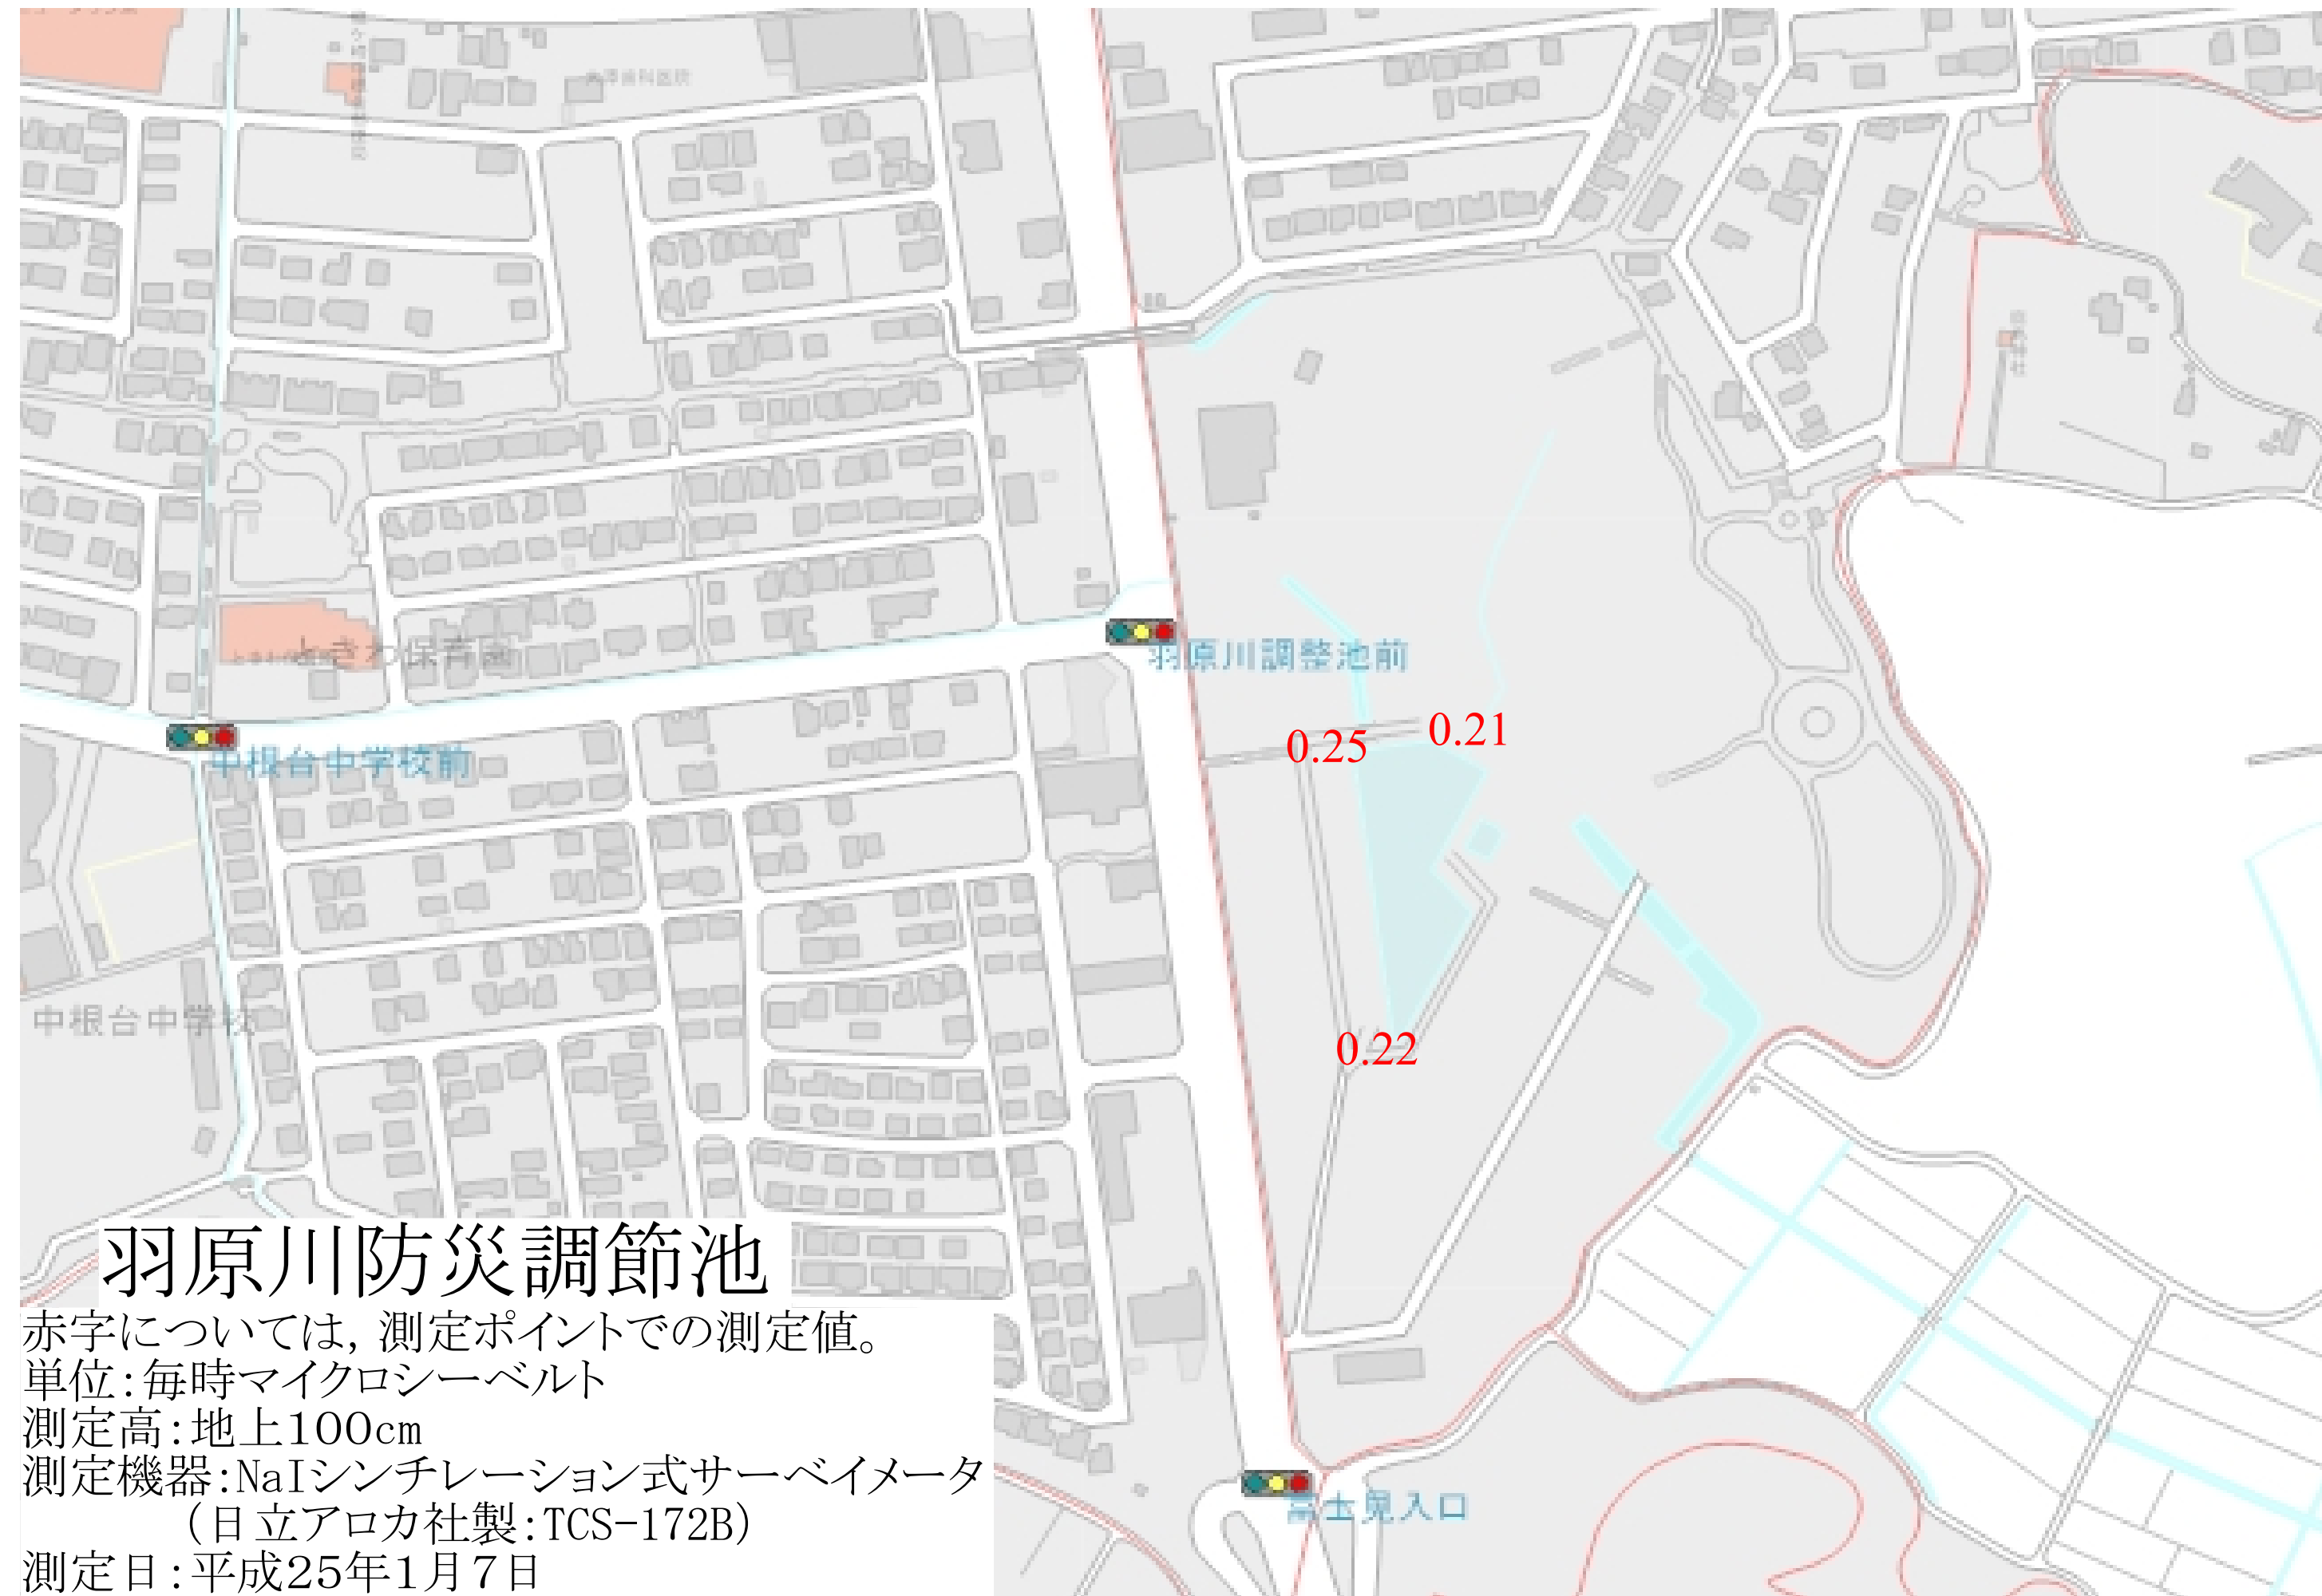 羽原川調整池前
ときわ保育園
0.21
0.25
中根台中学校前
中根台中学校
0.22
羽原川防災調節池
赤字については，測定ポイントでの測定値。
単位：毎時マイクロシーベルト
測定高：地上100cm
測定機器：NaIシンチレーション式サーベイメータ
（日立アロカ社製：TCS-172B）
測定日：平成25年1月7日
富士見入口